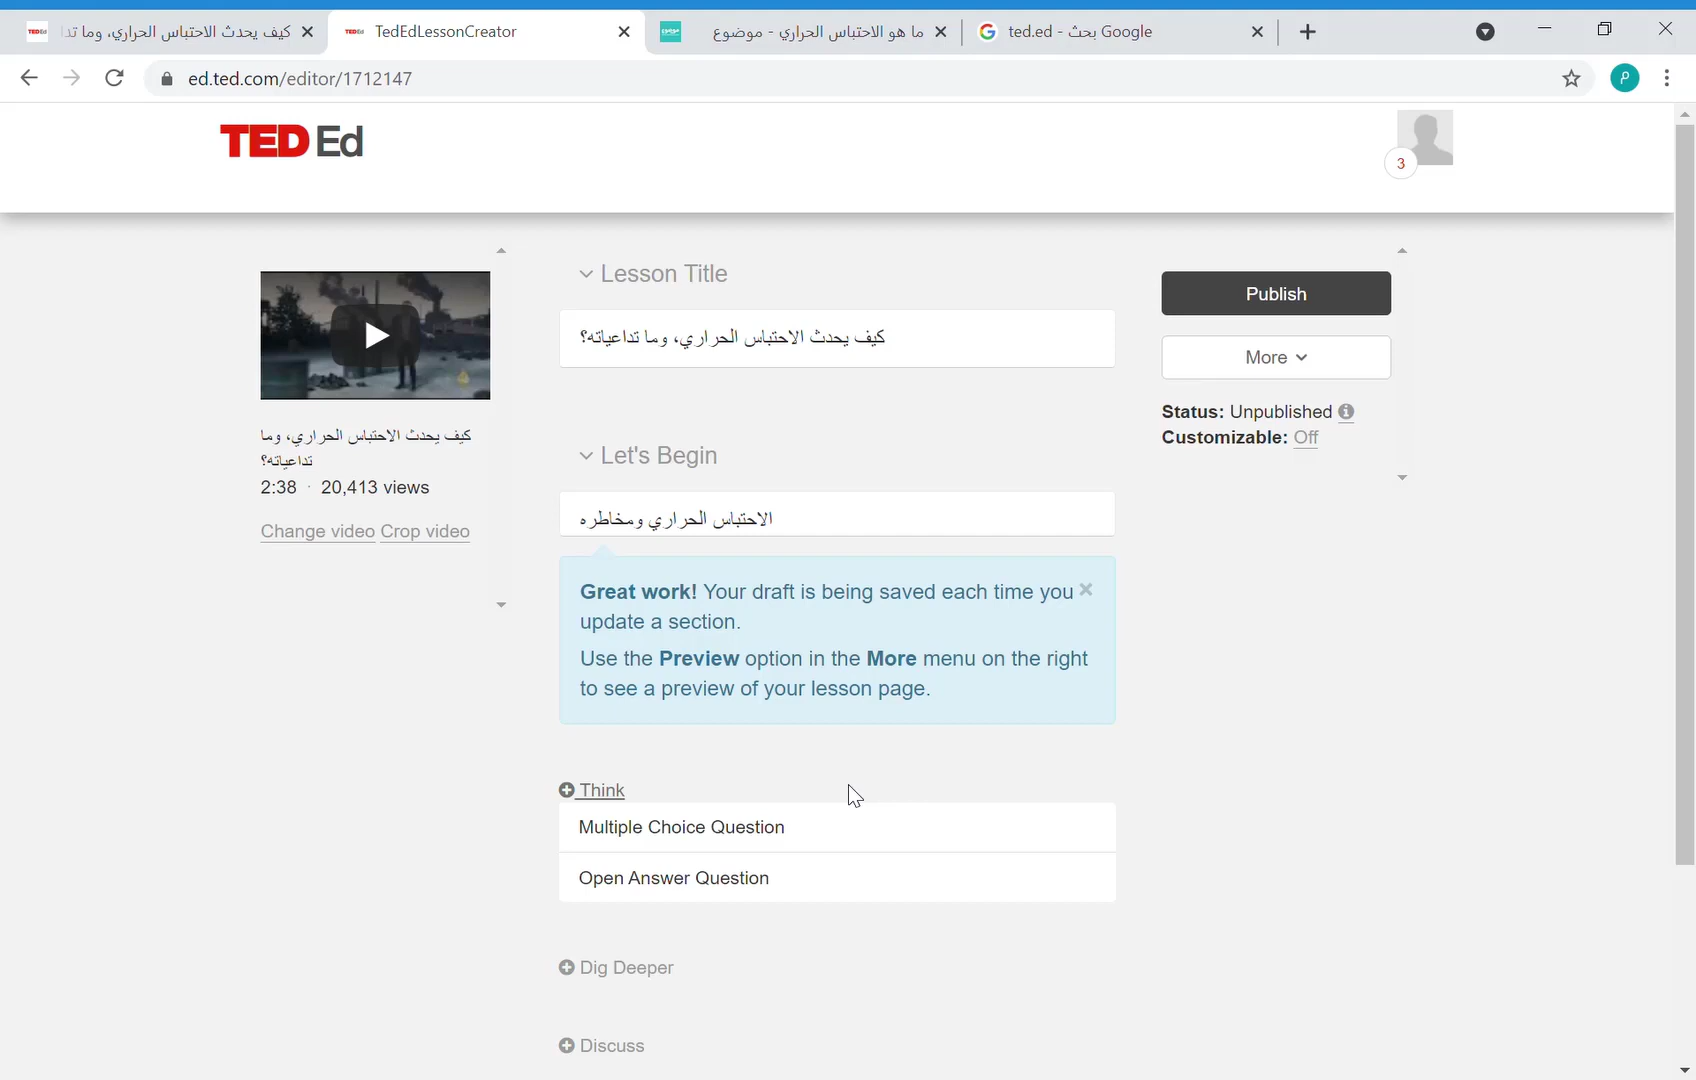 كيف يحدث الاحتباس الحراري، وما تدا
TedEdLessonCreator
ما هو الاحتباس الحراري - موضوع
ted.ed - بحث Google
ed.ted.com/editor/1712147
TED Ed
3
Lesson Title
كيف يحدث الاحتباس الحراري، وما تداعياته؟
Let's Begin
الاحتباس الحراري ومخاطره
Great work! Your draft is being saved each time you
update a section.
Use the Preview option in the More menu on the right
to see a preview of your lesson page.
Think
Multiple Choice Question
Open Answer Question
Dig Deeper
Discuss
كيف يحدث الاحتباس الحراري، وما
تداعياته؟
2:38 · 20,413 views
Change video Crop video
Publish
More
Status: Unpublished
Customizable: Off